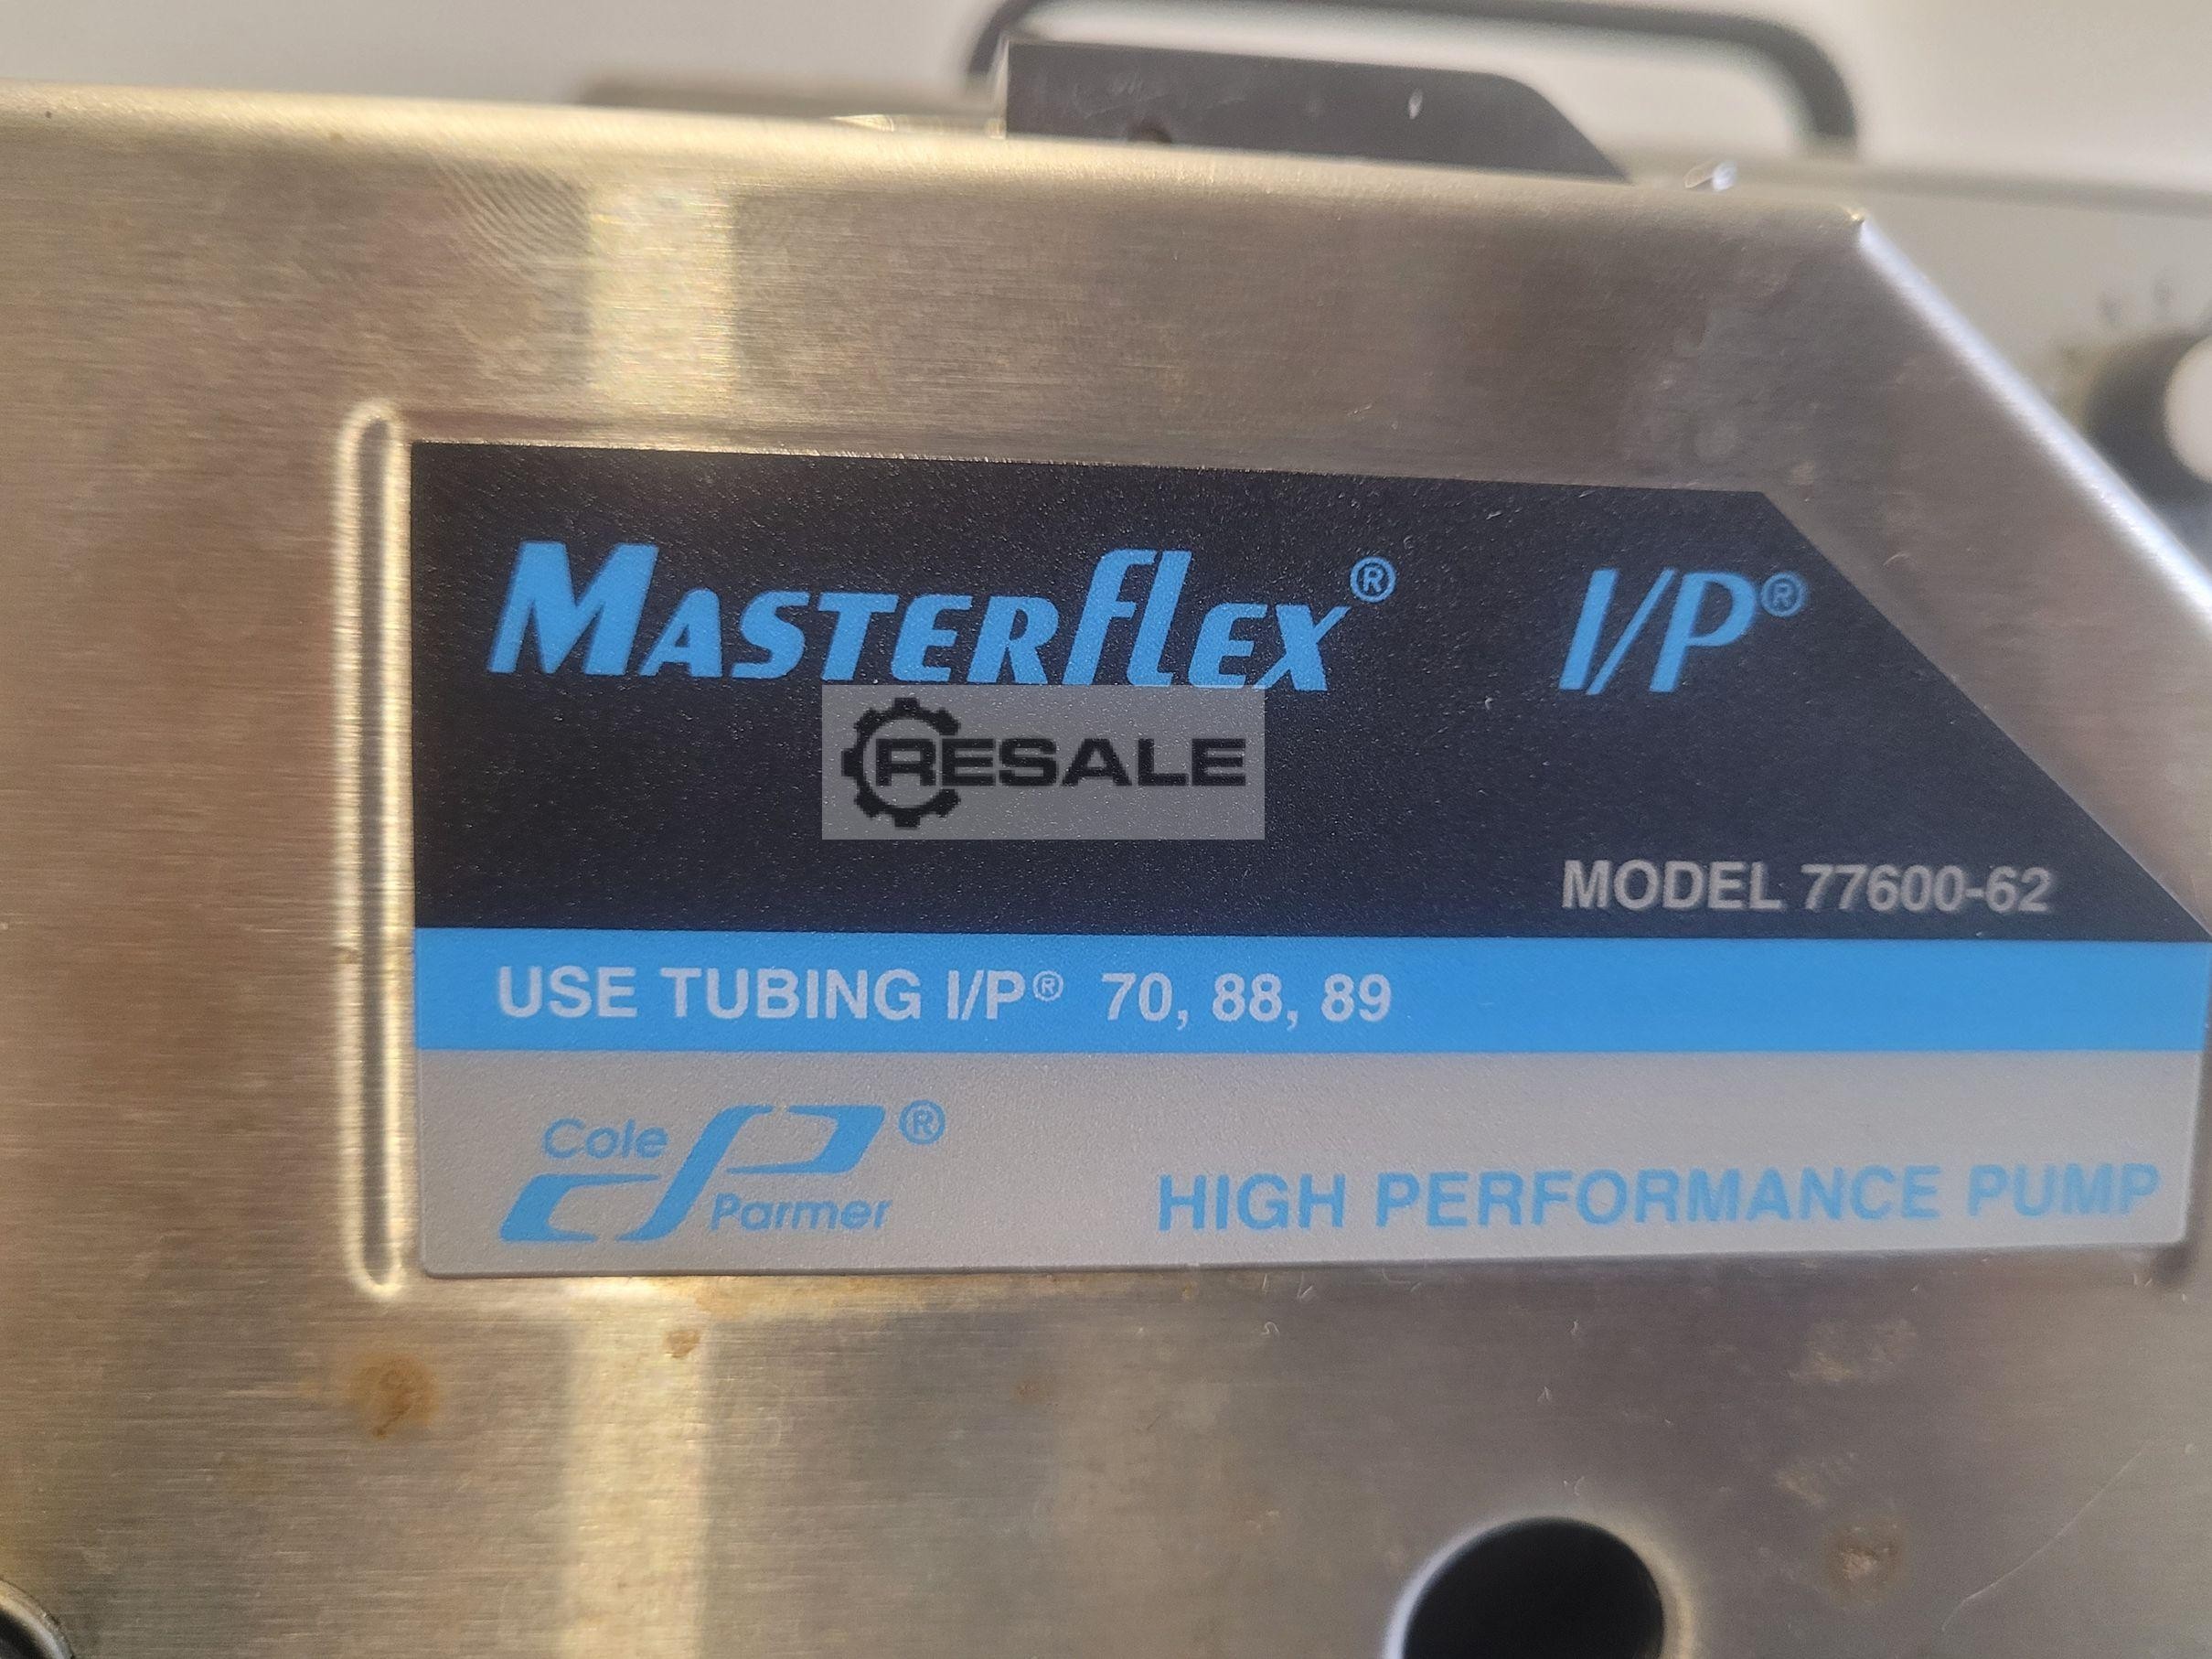 MASTERFLEX® I/P®
RESALE
MODEL 77600-62
USE TUBING I/P® 70, 88, 89
Cole Parmer ®
HIGH PERFORMANCE PUMP